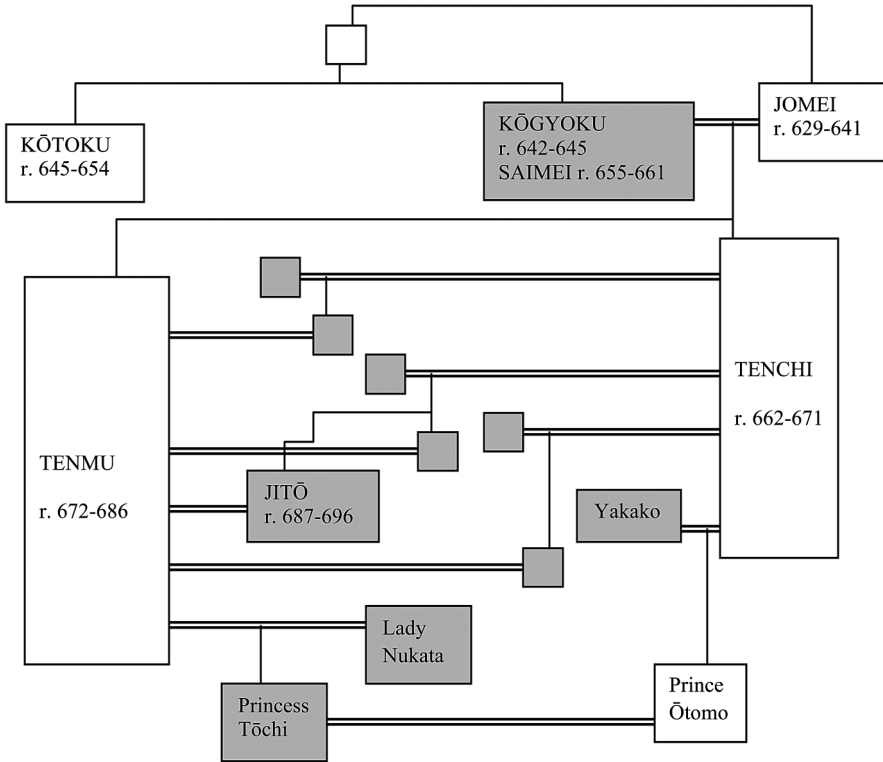 JOMEI
r. 629-641
KŌGYOKU
r. 642-645
SAIMEI r. 655-661
KŌTOKU
r. 645-654
TENCHI
r. 662-671
TENMU
r. 672-686
JITŌ
r. 687-696
Yakako
Lady
Nukata
Princess
Tōchi
Prince
Ōtomo